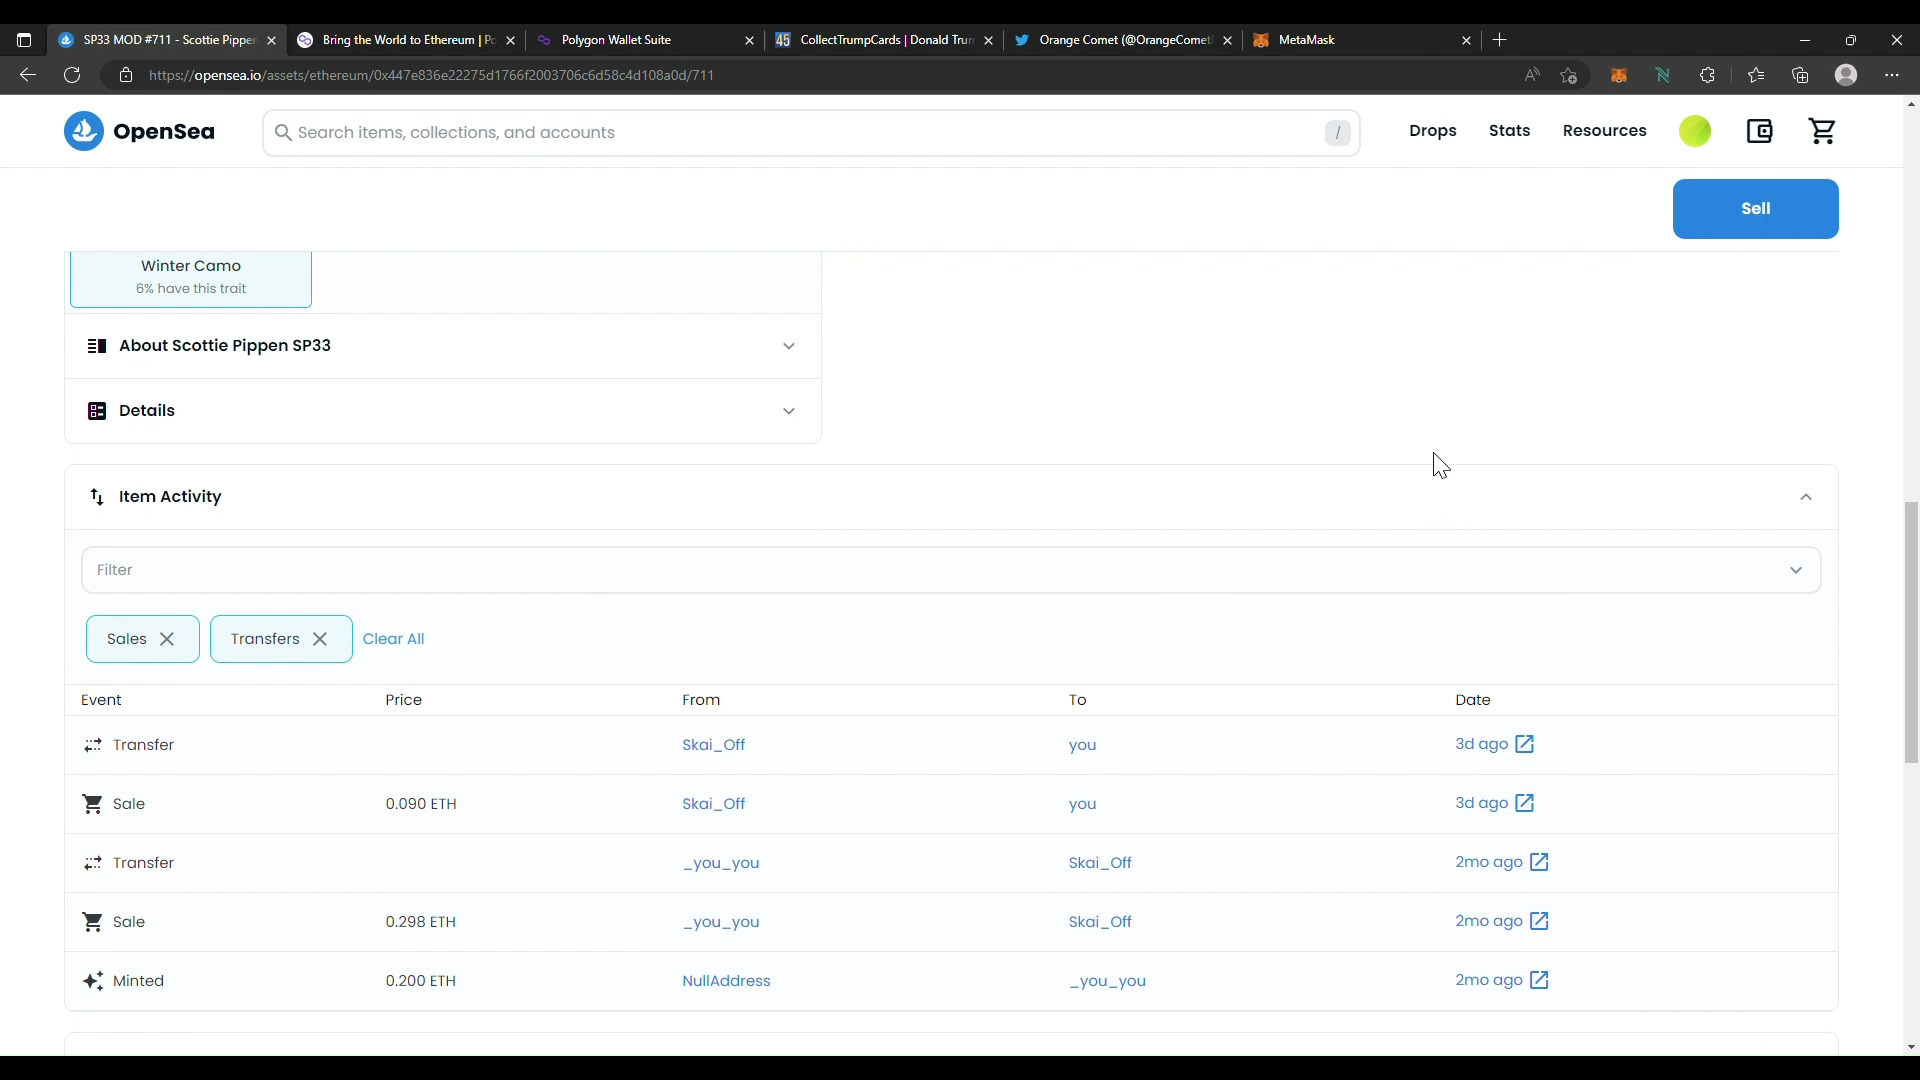 SP33 MOD #711 - Scottie Pippen
Bring the World to Ethereum | Po
Polygon Wallet Suite
45 CollectTrumpCards | Donald Trum
Orange Comet (@OrangeComet
MetaMask
https://opensea.io/assets/ethereum/0x447e836e22275d1766f2003706c6d58c4d108a0d/711
OpenSea
Search items, collections, and accounts /
Drops Stats Resources
Sell
Winter Camo
6% have this trait
About Scottie Pippen SP33
Details
Item Activity
Filter
Sales Transfers Clear All
Event Price From To Date
Transfer Skai_Off you 3d ago
Sale 0.090 ETH Skai_Off you 3d ago
Transfer _you_you Skai_Off 2mo ago
Sale 0.298 ETH _you_you Skai_Off 2mo ago
Minted 0.200 ETH NullAddress _you_you 2mo ago